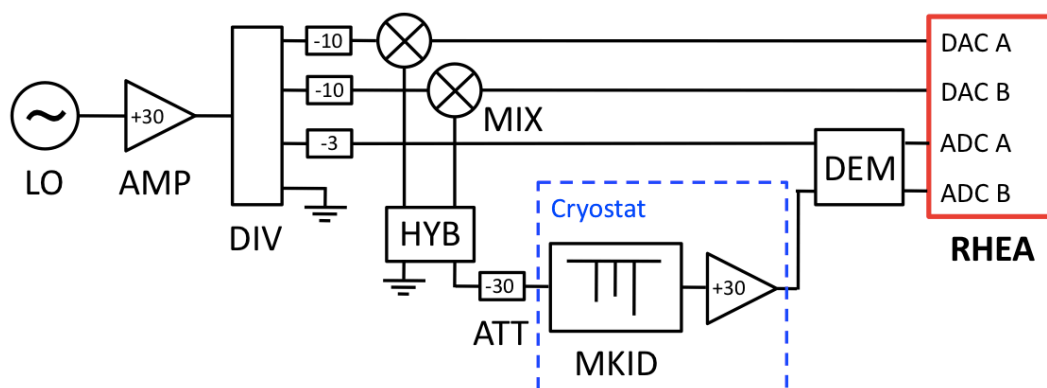 -10
DAC A
-10
DAC B
+30
MIX
-3
ADC A
LO
AMP
DEM
DIV
Cryostat
ADC B
HYB
RHEA
-30
+30
ATT
MKID